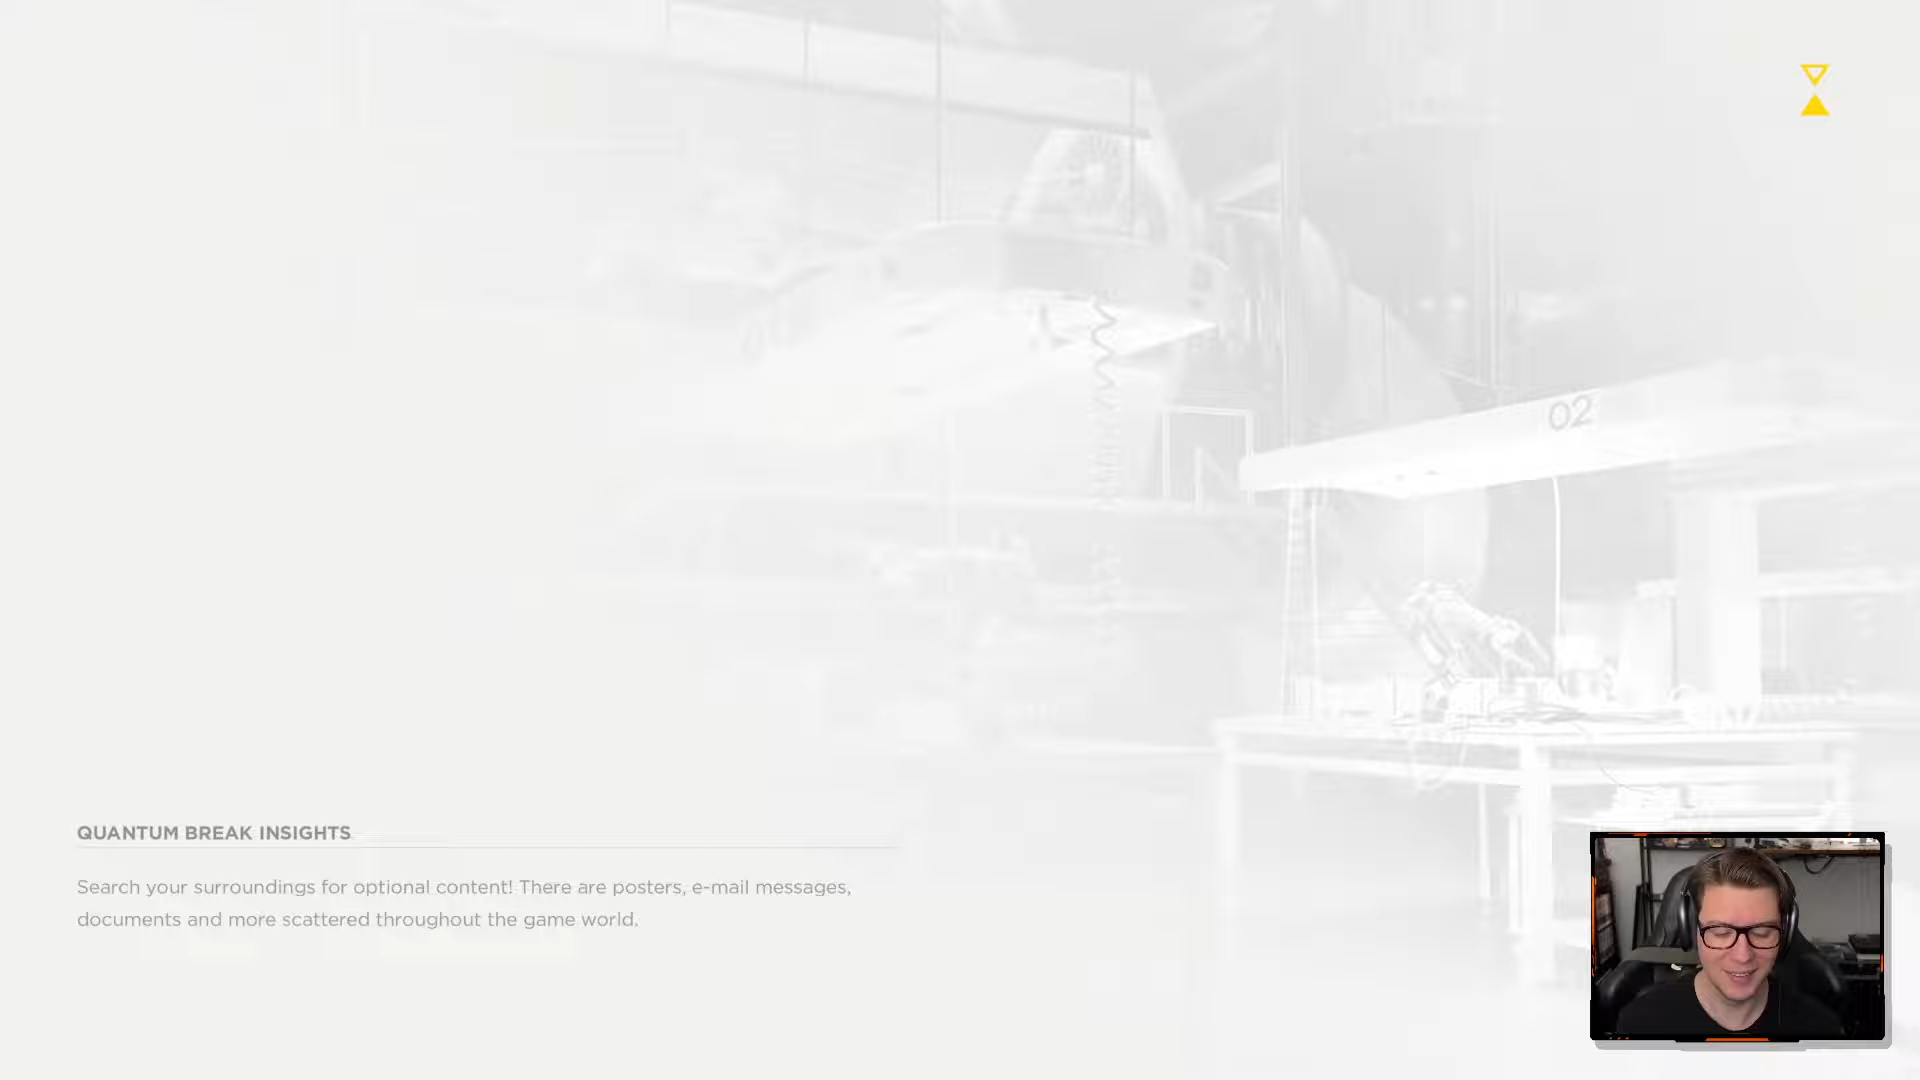 02
QUANTUM BREAK INSIGHTS
Search your surroundings for optional content! There are posters, e-mail messages,
documents and more scattered throughout the game world.